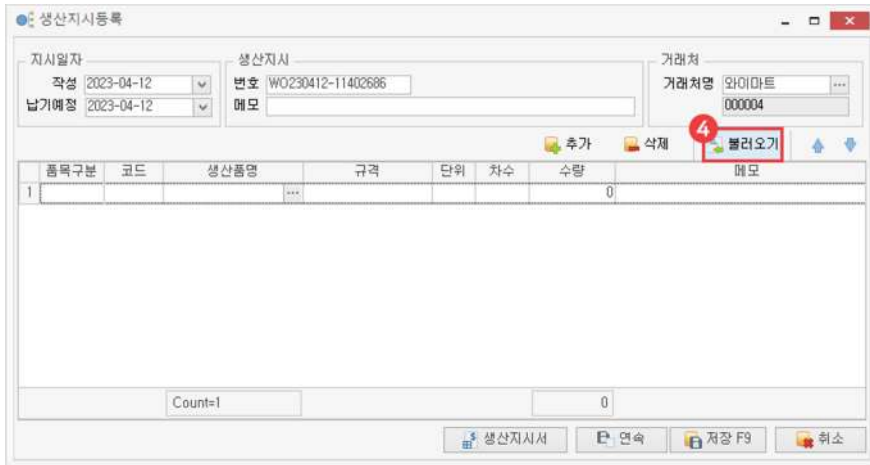 생산지시등록
지시일자
생산지시
거래처
작성 2023-04-12
번호 WO230412-11402686
거래처명 와이마트 ...
납기예정 2023-04-12
메모
000004
추가
삭제
4
불러오기
품목구분 코드 생산품명 규격 단위 차수 수량 메모
1 ... 0
Count=1 0
생산지시서 연속 저장 F9 취소